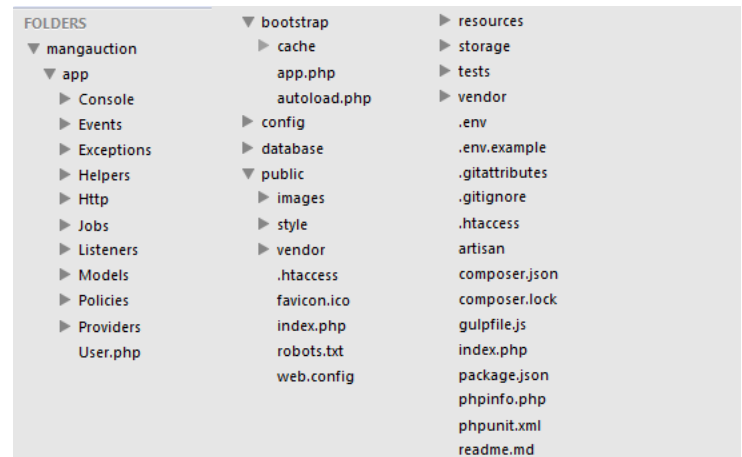 FOLDERS
mangauction
app
Console
Events
Exceptions
Helpers
Http
Jobs
Listeners
Models
Policies
Providers
User.php
bootstrap
cache
app.php
autoload.php
config
database
public
images
style
vendor
.htaccess
favicon.ico
index.php
robots.txt
web.config
resources
storage
tests
vendor
.env
.env.example
.gitattributes
.gitignore
.htaccess
artisan
composer.json
composer.lock
gulpfile.js
index.php
package.json
phpinfo.php
phpunit.xml
readme.md